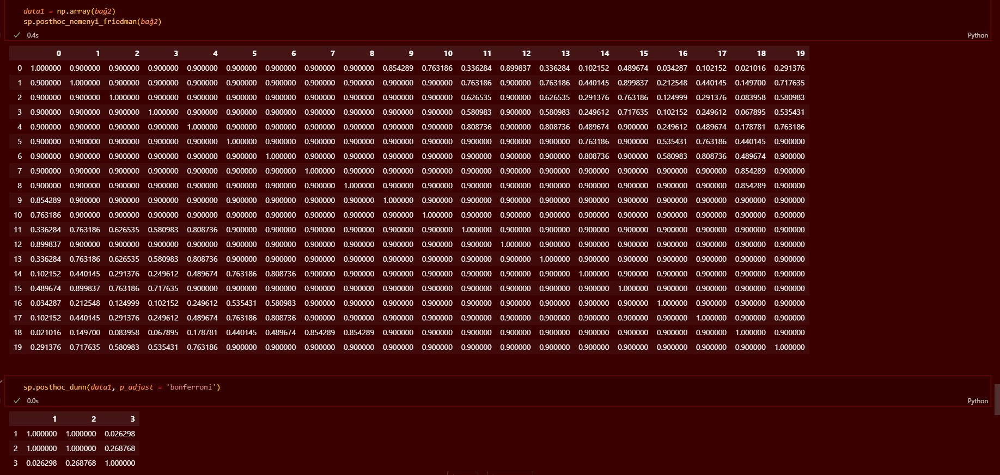 data1 = np.array(bağ2)
sp.posthoc_nemenyi_friedman(bağ2)
0.4s Python
0 1 2 3 4 5 6 7 8 9 10 11 12 13 14 15 16 17 18 19
0 1.000000 0.900000 0.900000 0.900000 0.900000 0.900000 0.900000 0.900000 0.900000 0.854289 0.763186 0.336284 0.899837 0.336284 0.102152 0.489674 0.034287 0.102152 0.021016 0.291376
1 0.900000 1.000000 0.900000 0.900000 0.900000 0.900000 0.900000 0.900000 0.900000 0.900000 0.900000 0.763186 0.900000 0.763186 0.440145 0.899837 0.212548 0.440145 0.149700 0.717635
2 0.900000 0.900000 1.000000 0.900000 0.900000 0.900000 0.900000 0.900000 0.900000 0.900000 0.900000 0.626535 0.900000 0.626535 0.291376 0.763186 0.124999 0.291376 0.083958 0.580983
3 0.900000 0.900000 0.900000 1.000000 0.900000 0.900000 0.900000 0.900000 0.900000 0.900000 0.900000 0.580983 0.900000 0.580983 0.249612 0.717635 0.102152 0.249612 0.067895 0.535431
4 0.900000 0.900000 0.900000 0.900000 1.000000 0.900000 0.900000 0.900000 0.900000 0.900000 0.900000 0.808736 0.900000 0.808736 0.489674 0.900000 0.249612 0.489674 0.178781 0.763186
5 0.900000 0.900000 0.900000 0.900000 0.900000 1.000000 0.900000 0.900000 0.900000 0.900000 0.900000 0.900000 0.900000 0.900000 0.763186 0.900000 0.535431 0.763186 0.440145 0.900000
6 0.900000 0.900000 0.900000 0.900000 0.900000 0.900000 1.000000 0.900000 0.900000 0.900000 0.900000 0.900000 0.900000 0.900000 0.808736 0.900000 0.580983 0.808736 0.489674 0.900000
7 0.900000 0.900000 0.900000 0.900000 0.900000 0.900000 0.900000 1.000000 0.900000 0.900000 0.900000 0.900000 0.900000 0.900000 0.900000 0.900000 0.900000 0.900000 0.854289 0.900000
8 0.900000 0.900000 0.900000 0.900000 0.900000 0.900000 0.900000 0.900000 1.000000 0.900000 0.900000 0.900000 0.900000 0.900000 0.900000 0.900000 0.900000 0.900000 0.854289 0.900000
9 0.854289 0.900000 0.900000 0.900000 0.900000 0.900000 0.900000 0.900000 0.900000 1.000000 0.900000 0.900000 0.900000 0.900000 0.900000 0.900000 0.900000 0.900000 0.900000 0.900000
10 0.763186 0.900000 0.900000 0.900000 0.900000 0.900000 0.900000 0.900000 0.900000 0.900000 1.000000 0.900000 0.900000 0.900000 0.900000 0.900000 0.900000 0.900000 0.900000 0.900000
11 0.336284 0.763186 0.626535 0.580983 0.808736 0.900000 0.900000 0.900000 0.900000 0.900000 0.900000 1.000000 0.900000 0.900000 0.900000 0.900000 0.900000 0.900000 0.900000 0.900000
12 0.899837 0.900000 0.900000 0.900000 0.900000 0.900000 0.900000 0.900000 0.900000 0.900000 0.900000 0.900000 1.000000 0.900000 0.900000 0.900000 0.900000 0.900000 0.900000 0.900000
13 0.336284 0.763186 0.626535 0.580983 0.808736 0.900000 0.900000 0.900000 0.900000 0.900000 0.900000 0.900000 0.900000 1.000000 0.900000 0.900000 0.900000 0.900000 0.900000 0.900000
14 0.102152 0.440145 0.291376 0.249612 0.489674 0.763186 0.808736 0.900000 0.900000 0.900000 0.900000 0.900000 0.900000 0.900000 1.000000 0.900000 0.900000 0.900000 0.900000 0.900000
15 0.489674 0.899837 0.763186 0.717635 0.900000 0.900000 0.900000 0.900000 0.900000 0.900000 0.900000 0.900000 0.900000 0.900000 0.900000 1.000000 0.900000 0.900000 0.900000 0.900000
16 0.034287 0.212548 0.124999 0.102152 0.249612 0.535431 0.580983 0.900000 0.900000 0.900000 0.900000 0.900000 0.900000 0.900000 0.900000 0.900000 1.000000 0.900000 0.900000 0.900000
17 0.102152 0.440145 0.291376 0.249612 0.489674 0.763186 0.808736 0.900000 0.900000 0.900000 0.900000 0.900000 0.900000 0.900000 0.900000 0.900000 0.900000 1.000000 0.900000 0.900000
18 0.021016 0.149700 0.083958 0.067895 0.178781 0.440145 0.489674 0.854289 0.854289 0.900000 0.900000 0.900000 0.900000 0.900000 0.900000 0.900000 0.900000 0.900000 1.000000 0.900000
19 0.291376 0.717635 0.580983 0.535431 0.763186 0.900000 0.900000 0.900000 0.900000 0.900000 0.900000 0.900000 0.900000 0.900000 0.900000 0.900000 0.900000 0.900000 0.900000 1.000000
sp.posthoc_dunn(data1, p_adjust = 'bonferroni')
0.0s Python
1 2 3
1 1.000000 1.000000 0.026298
2 1.000000 1.000000 0.268768
3 0.026298 0.268768 1.000000